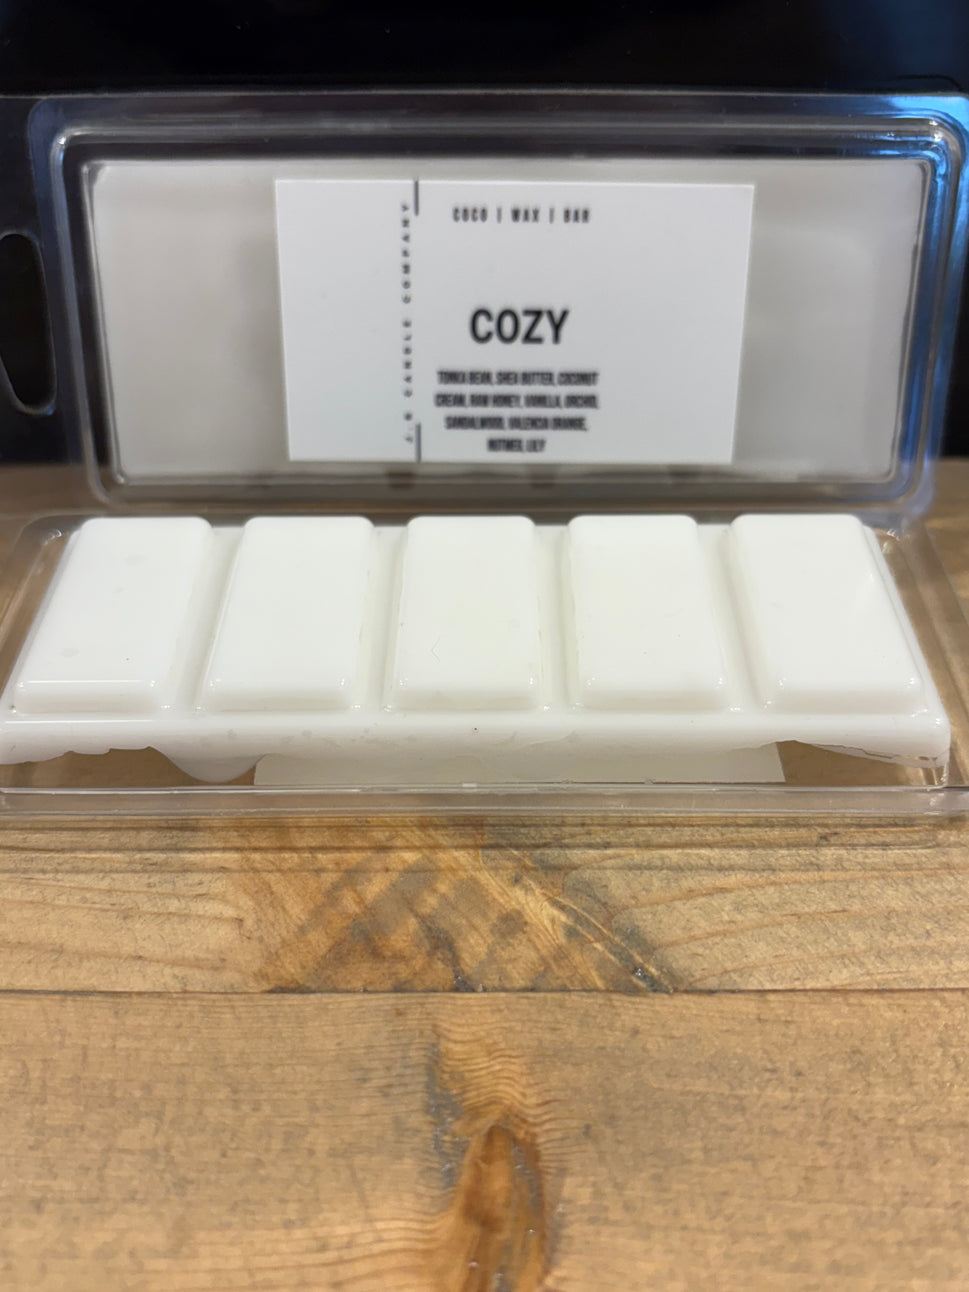 COCO | WAX | BAR
CANDLE COMPANY
COZY
TONKA BEAN, SHEA BUTTER, COCONUT
CREAM, RAW HONEY, VANILLA, ORCHID,
SANDALWOOD, VALENCIA ORANGE,
NUTMEG, LILY